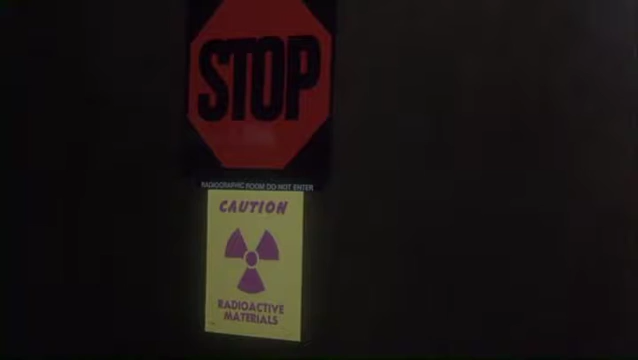 STOP
RADIOGRAPHIC ROOM DO NOT ENTER
CAUTION
RADIOACTIVE
MATERIALS